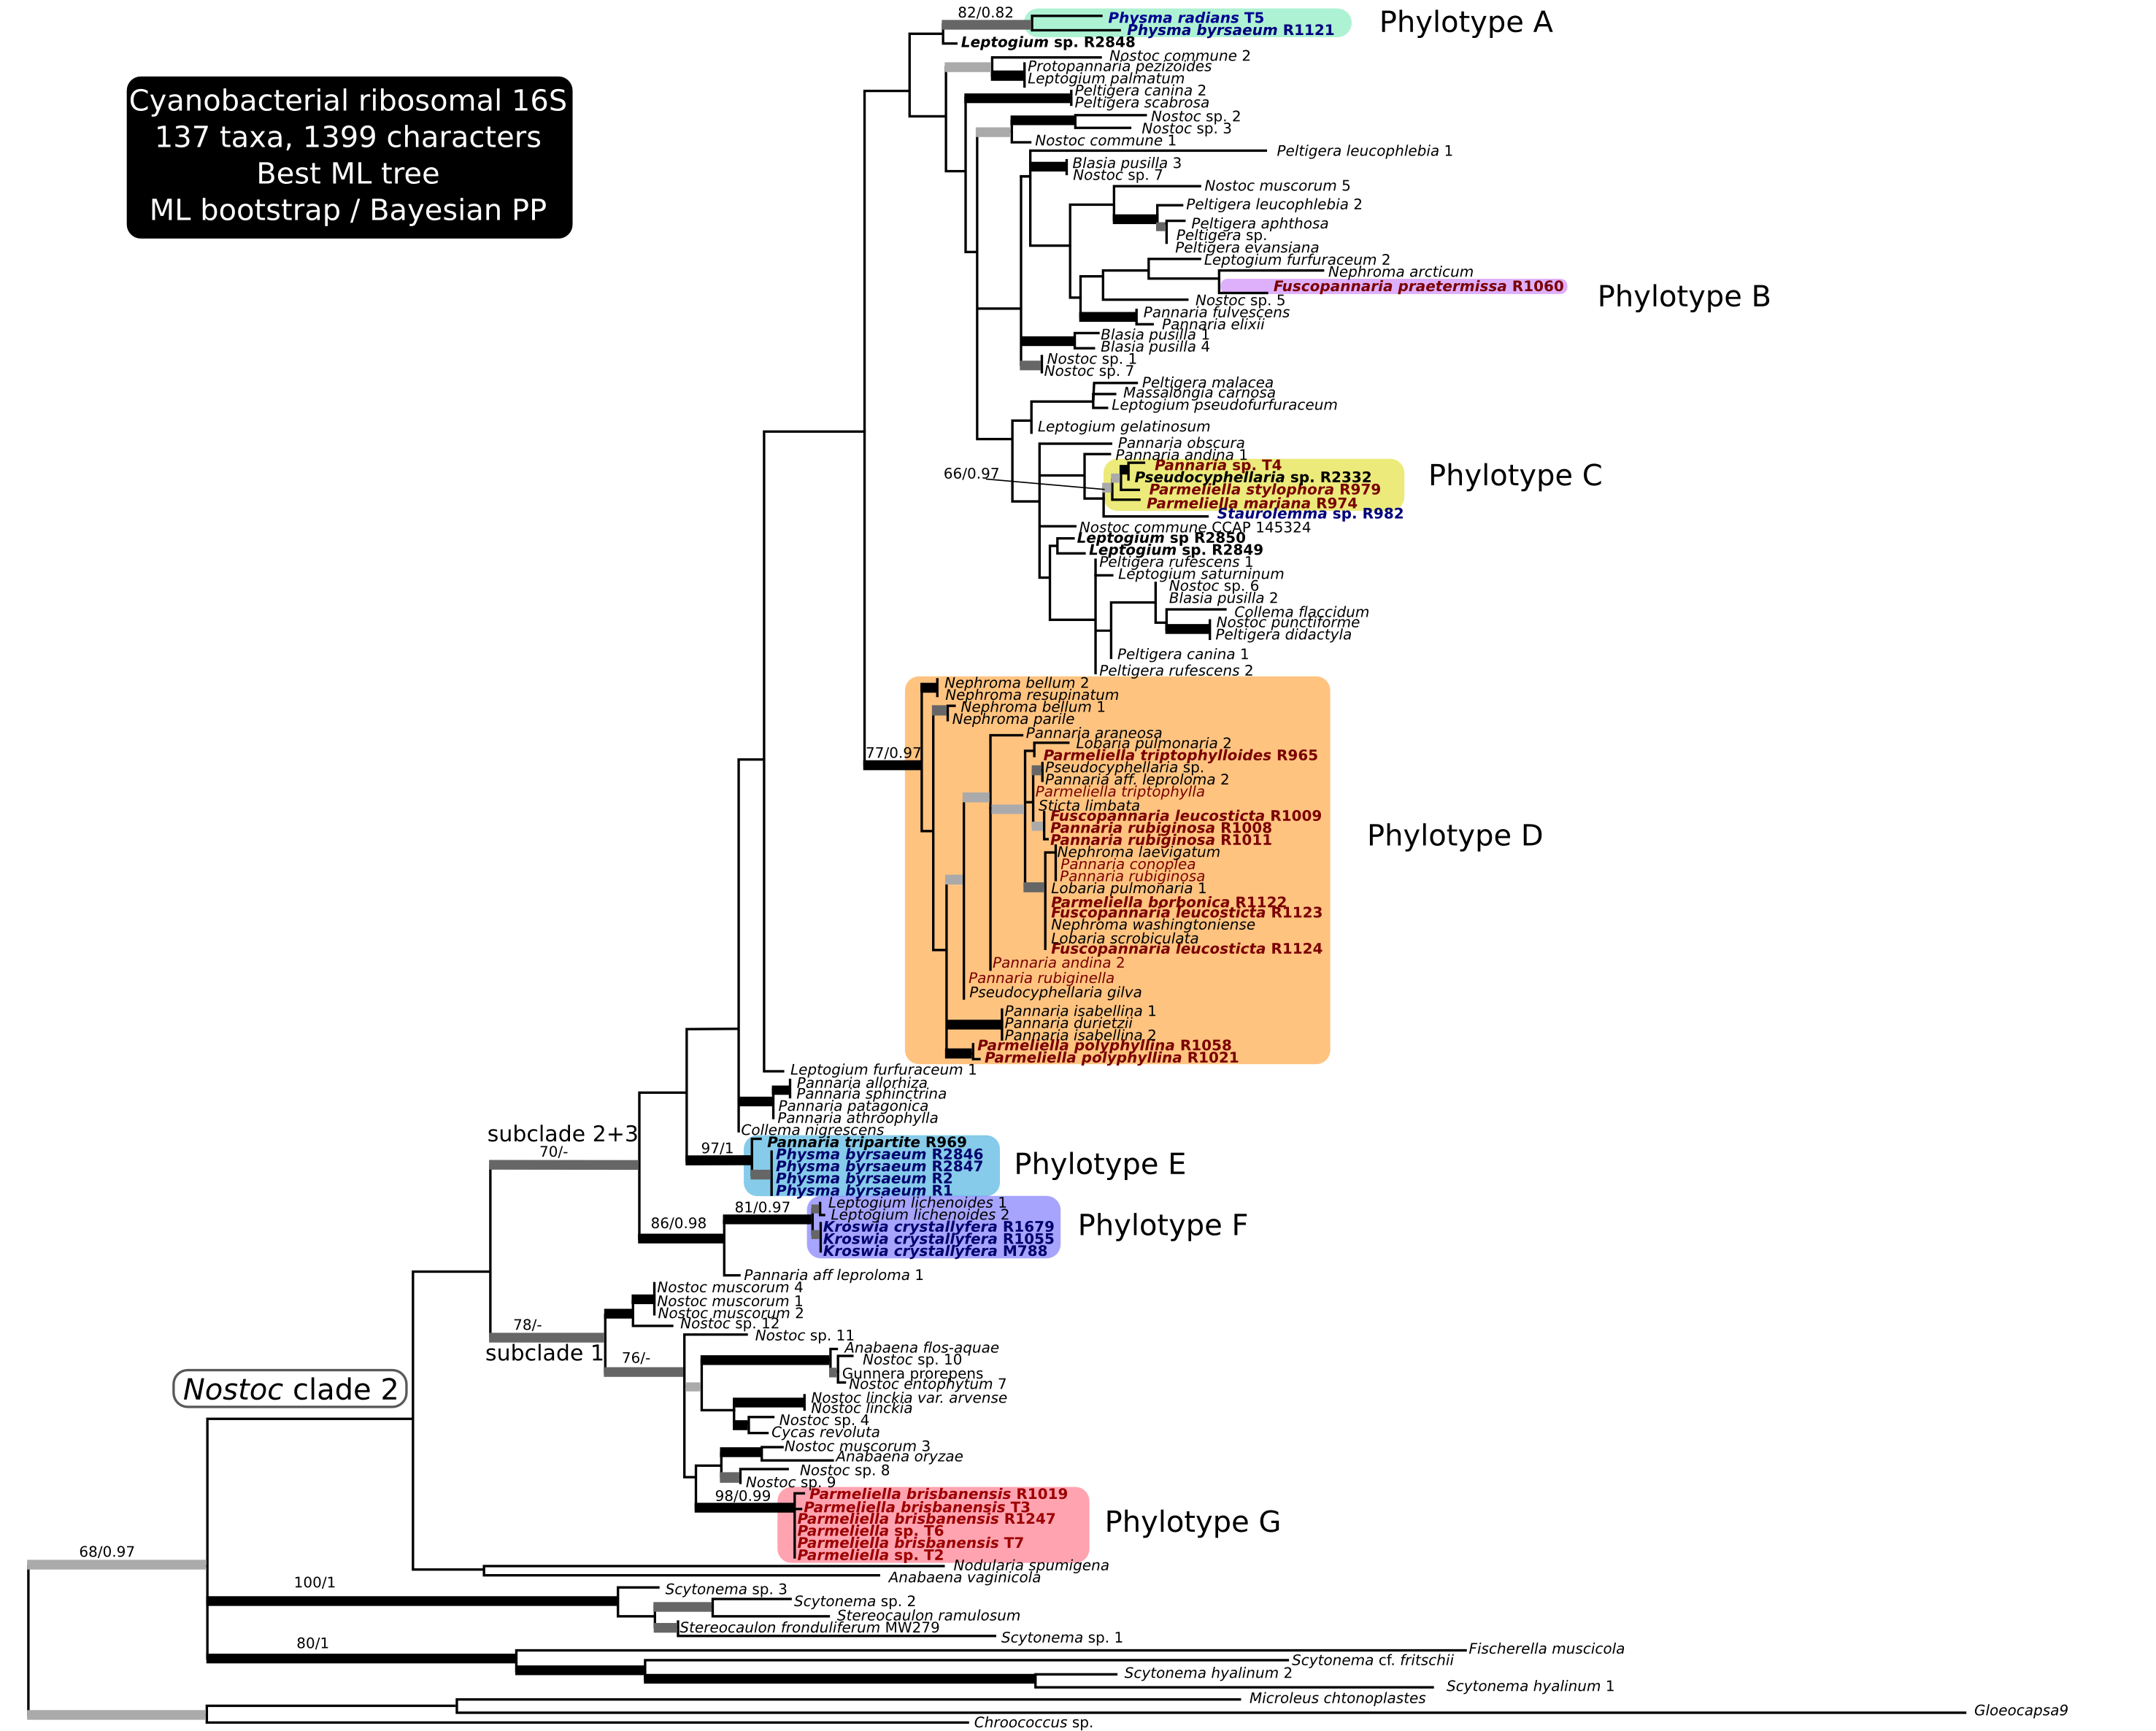 82/0.82
Physma radians T5
Phylotype A
Physma byrsaeum R1121
Leptogium sp. R2848
Nostoc commune 2
Protopannaria pezizoides
Leptogium palmatum
Cyanobacterial ribosomal 16S
137 taxa, 1399 characters
Best ML tree
ML bootstrap / Bayesian PP
Peltigera canina 2
Peltigera scabrosa
Nostoc sp. 2
Nostoc sp. 3
Nostoc commune 1
Peltigera leucophlebia 1
Blasia pusilla 3
Nostoc sp. 7
Nostoc muscorum 5
Peltigera leucophlebia 2
Peltigera aphthosa
Peltigera sp.
Peltigera evansiana
Leptogium furfuraceum 2
Nephroma arcticum
Fuscopannaria praetermissa R1060
Phylotype B
Nostoc sp. 5
Pannaria fulvescens
Pannaria elixii
Blasia pusilla 1
Blasia pusilla 4
Nostoc sp. 1
Nostoc sp. 7
Peltigera malacea
Massalongia carnosa
Leptogium pseudofurfuraceum
Leptogium gelatinosum
Pannaria obscura
Pannaria andina 1
Pannaria sp. T4
66/0.97
Pseudocyphellaria sp. R2332
Phylotype C
Parmeliella stylophora R979
Parmeliella mariana R974
Staurolemma sp. R982
Nostoc commune CCAP 145324
Leptogium sp R2850
Leptogium sp. R2849
Peltigera rufescens 1
Leptogium saturninum
Nostoc sp. 6
Blasia pusilla 2
Collema flaccidum
Nostoc punctiforme
Peltigera didactyla
Peltigera canina 1
Peltigera rufescens 2
Nephroma bellum 2
Nephroma resupinatum
Nephroma bellum 1
Nephroma parile
Pannaria araneosa
Lobaria pulmonaria 2
77/0.97
Parmeliella triptophylloides R965
Pseudocyphellaria sp.
Pannaria aff. leproloma 2
Parmeliella triptophylla
Sticta limbata
Fuscopannaria leucosticta R1009
Pannaria rubiginosa R1008
Phylotype D
Pannaria rubiginosa R1011
Nephroma laevigatum
Pannaria conoplea
Pannaria rubiginosa
Lobaria pulmonaria 1
Parmeliella borbonica R1122
Fuscopannaria leucosticta R1123
Nephroma washingtoniense
Lobaria scrobiculata
Fuscopannaria leucosticta R1124
Pannaria andina 2
Pannaria rubiginella
Pseudocyphellaria gilva
Pannaria isabellina 1
Pannaria durietzii
Pannaria isabellina 2
Parmeliella polyphyllina R1058
Parmeliella polyphyllina R1021
Leptogium furfuraceum 1
Pannaria allorhiza
Pannaria sphinctrina
Pannaria patagonica
Pannaria athroophylla
Collema nigrescens
subclade 2+3
70/-
97/1
Pannaria tripartite R969
Physma byrsaeum R2846
Physma byrsaeum R2847
Phylotype E
Physma byrsaeum R2
Physma byrsaeum R1
81/0.97
Leptogium lichenoides 1
Leptogium lichenoides 2
86/0.98
Kroswia crystallyfera R1679
Phylotype F
Kroswia crystallyfera R1055
Kroswia crystallyfera M788
Pannaria aff leproloma 1
Nostoc muscorum 4
Nostoc muscorum 1
Nostoc muscorum 2
78/-
Nostoc sp. 12
Nostoc sp. 11
subclade 1
76/-
Anabaena flos-aquae
Nostoc sp. 10
Gunnera prorepens
Nostoc entophytum 7
Nostoc clade 2
Nostoc linckia var. arvense
Nostoc linckia
Nostoc sp. 4
Cycas revoluta
Nostoc muscorum 3
Anabaena oryzae
Nostoc sp. 8
Nostoc sp. 9
98/0.99
Parmeliella brisbanensis R1019
Parmeliella brisbanensis T3
Parmeliella brisbanensis R1247
Phylotype G
Parmeliella sp. T6
Parmeliella brisbanensis T7
Parmeliella sp. T2
68/0.97
Nodularia spumigena
Anabaena vaginicola
100/1
Scytonema sp. 3
Scytonema sp. 2
Stereocaulon ramulosum
Stereocaulon fronduliferum MW279
Scytonema sp. 1
80/1
Fischerella muscicola
Scytonema cf. fritschii
Scytonema hyalinum 2
Scytonema hyalinum 1
Microleus chtonoplastes
Gloeocapsa9
Chroococcus sp.